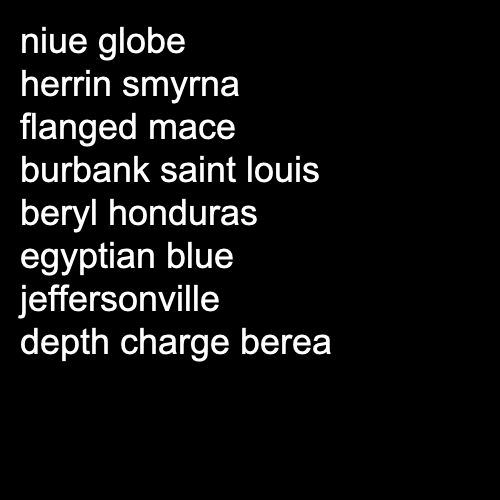 niue globe
herrin smyrna
flanged mace
burbank saint louis
beryl honduras
egyptian blue
jeffersonville
depth charge berea